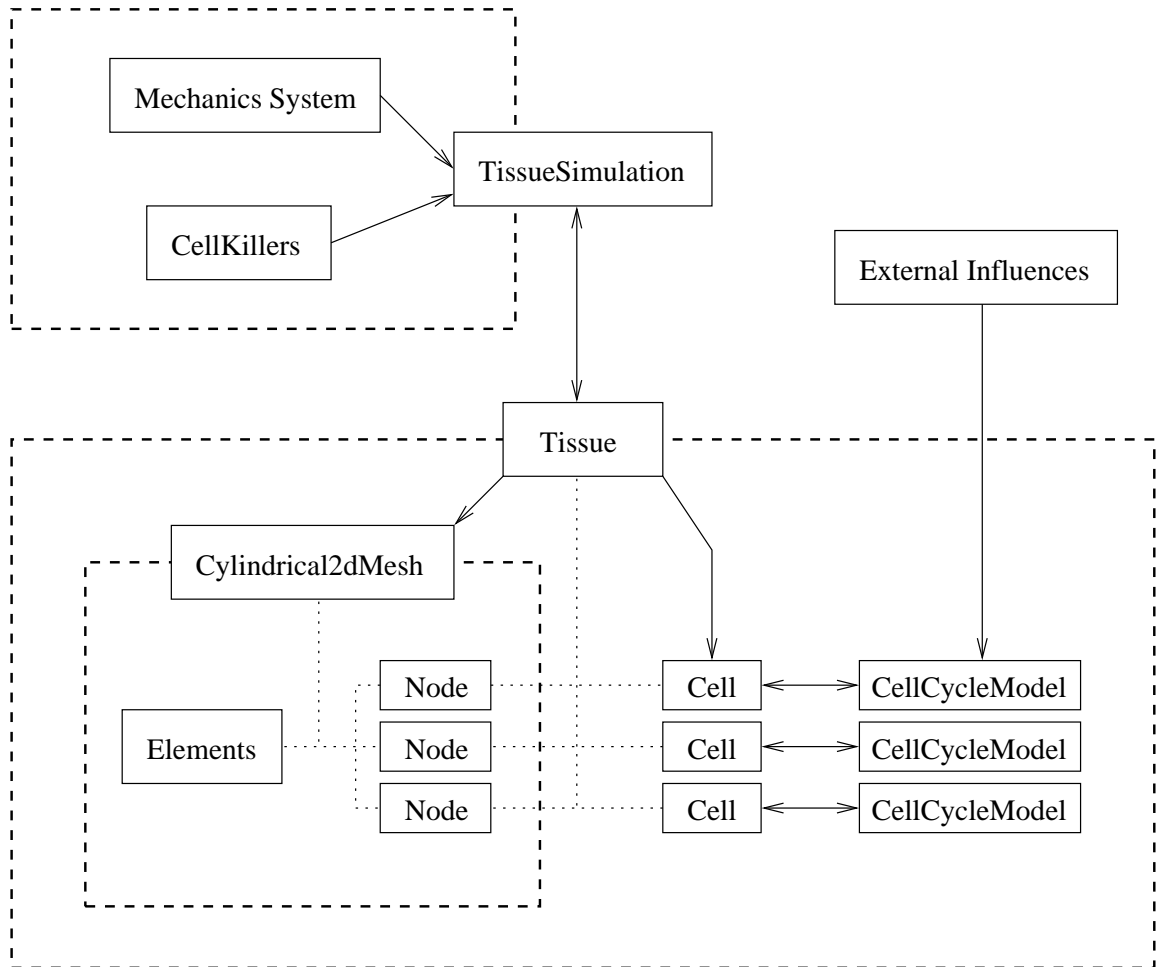 Mechanics System
TissueSimulation
CellKillers
External Influences
Tissue
Cylindrical2dMesh
Node
Cell
CellCycleModel
Elements
Node
Cell
CellCycleModel
Node
Cell
CellCycleModel